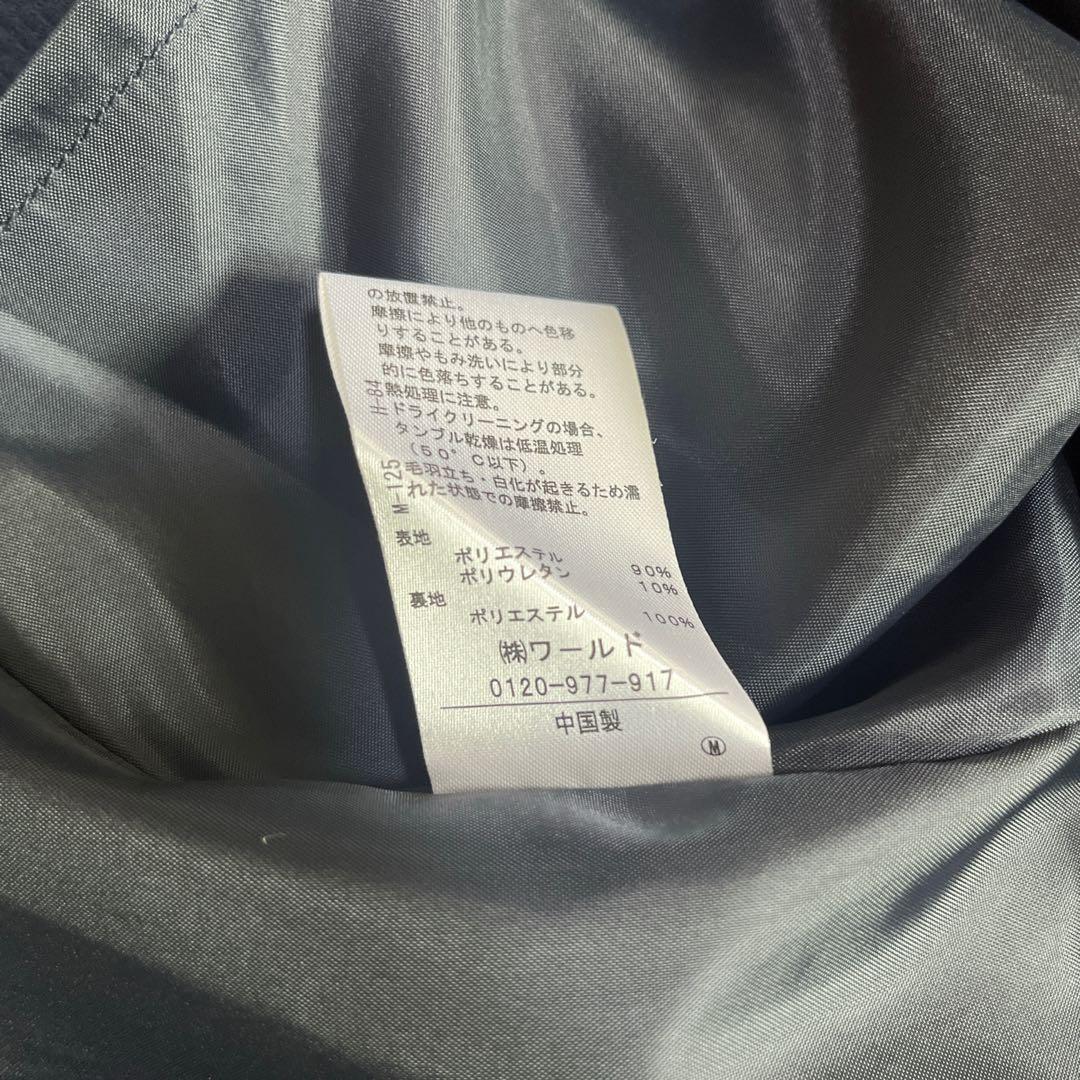 の放置禁止。
摩擦により他のものへ色移
りすることがある。
摩擦やもみ洗いにより部分
的に色落ちすることがある。
熱処理に注意。
ドライクリーニングの場合、
タンブル乾燥は低温処理
（50°C以下）。
毛羽立ち・白化が起きるため濡
れた状態での摩擦禁止。
H-84
M-125
表地
ポリエステル 90%
ポリウレタン 10%
裏地
ポリエステル 100%
㈱ワールド
0120-977-917
中国製
Ⓜ